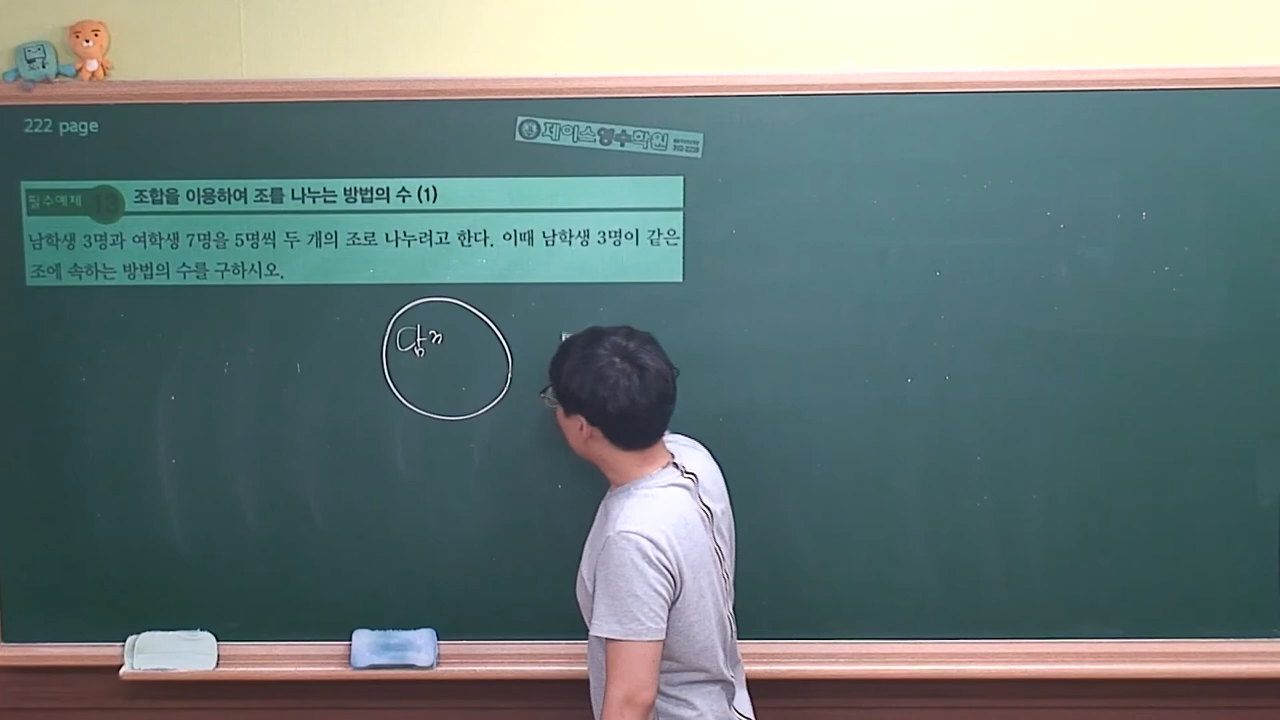 222 page
제이스영수학원
필수예제 13 조합을 이용하여 조를 나누는 방법의 수 (1)
남학생 3명과 여학생 7명을 5명씩 두 개의 조로 나누려고 한다. 이때 남학생 3명이 같은
조에 속하는 방법의 수를 구하시오.
남3